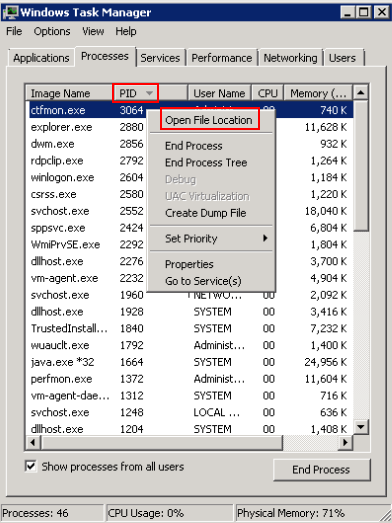 Windows Task Manager
File Options View Help
Applications Processes Services Performance Networking Users
Image Name PID User Name CPU Memory (...
ctfmon.exe 3064 740 K
Open File Location
explorer.exe 2880 11,628 K
dwm.exe 2856 932 K
End Process
rdpclip.exe 2792 1,264 K
End Process Tree
winlogon.exe 2604 1,184 K
Debug
csrss.exe 2580 1,220 K
UAC Virtualization
svchost.exe 2552 18,040 K
Create Dump File
sppsvc.exe 2424 6,804 K
WmiPrvSE.exe 2292 1,804 K
Set Priority
dllhost.exe 2276 3,700 K
Properties
vm-agent.exe 2232 4,904 K
Go to Service(s)
svchost.exe 1960 NETWO... 00 2,092 K
dllhost.exe 1928 SYSTEM 00 3,416 K
TrustedInstall... 1840 SYSTEM 00 7,232 K
wuauclt.exe 1792 Administ... 00 1,400 K
java.exe *32 1664 SYSTEM 00 24,956 K
perfmon.exe 1372 Administ... 00 11,604 K
vm-agent-dae... 1312 SYSTEM 00 716 K
svchost.exe 1248 LOCAL ... 00 636 K
dllhost.exe 1204 SYSTEM 00 1,408 K
Show processes from all users
End Process
Processes: 46 CPU Usage: 0% Physical Memory: 71%